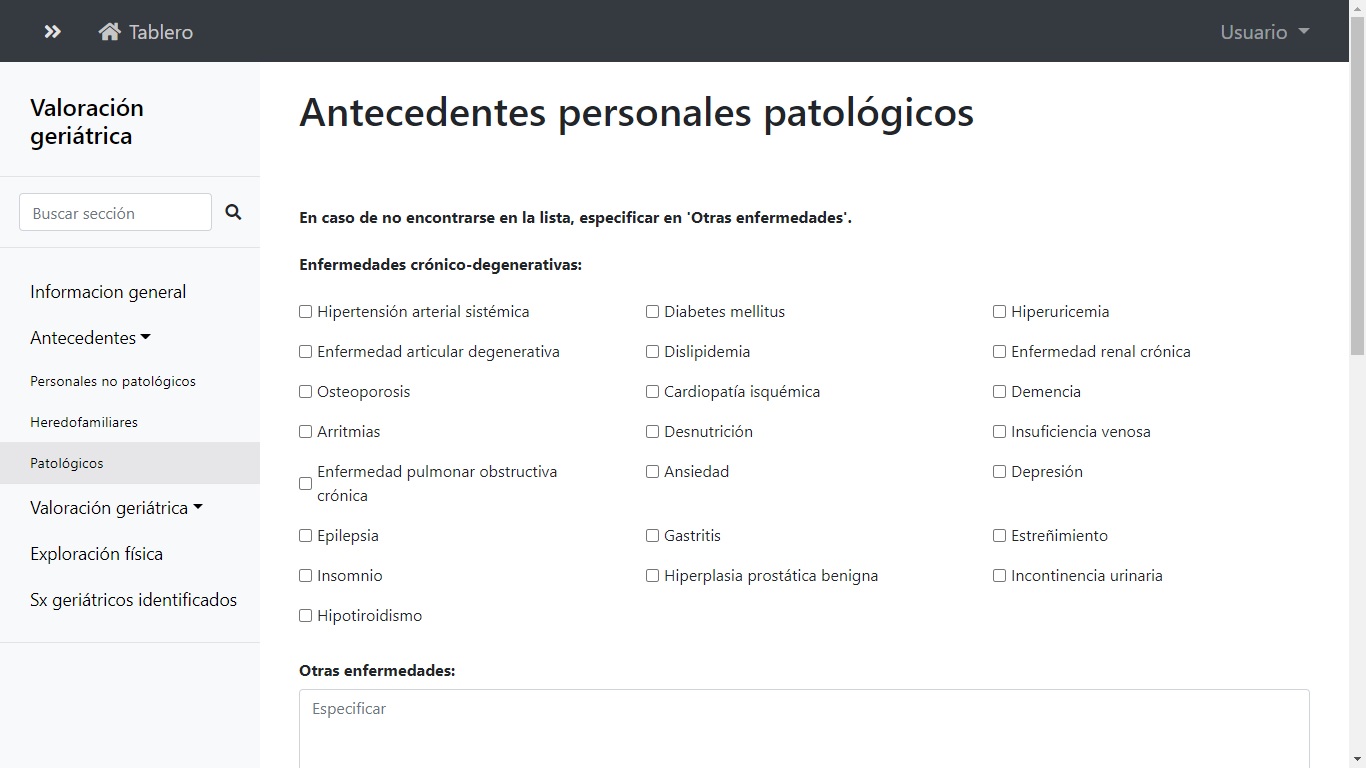 Tablero
Usuario
Valoración
geriátrica
Buscar sección
Informacion general
Antecedentes
Personales no patológicos
Heredofamiliares
Patológicos
Valoración geriátrica
Exploración física
Sx geriátricos identificados
Antecedentes personales patológicos
En caso de no encontrarse en la lista, especificar en 'Otras enfermedades'.
Enfermedades crónico-degenerativas:
Hipertensión arterial sistémica
Diabetes mellitus
Hiperuricemia
Enfermedad articular degenerativa
Dislipidemia
Enfermedad renal crónica
Osteoporosis
Cardiopatía isquémica
Demencia
Arritmias
Desnutrición
Insuficiencia venosa
Enfermedad pulmonar obstructiva
crónica
Ansiedad
Depresión
Epilepsia
Gastritis
Estreñimiento
Insomnio
Hiperplasia prostática benigna
Incontinencia urinaria
Hipotiroidismo
Otras enfermedades:
Especificar